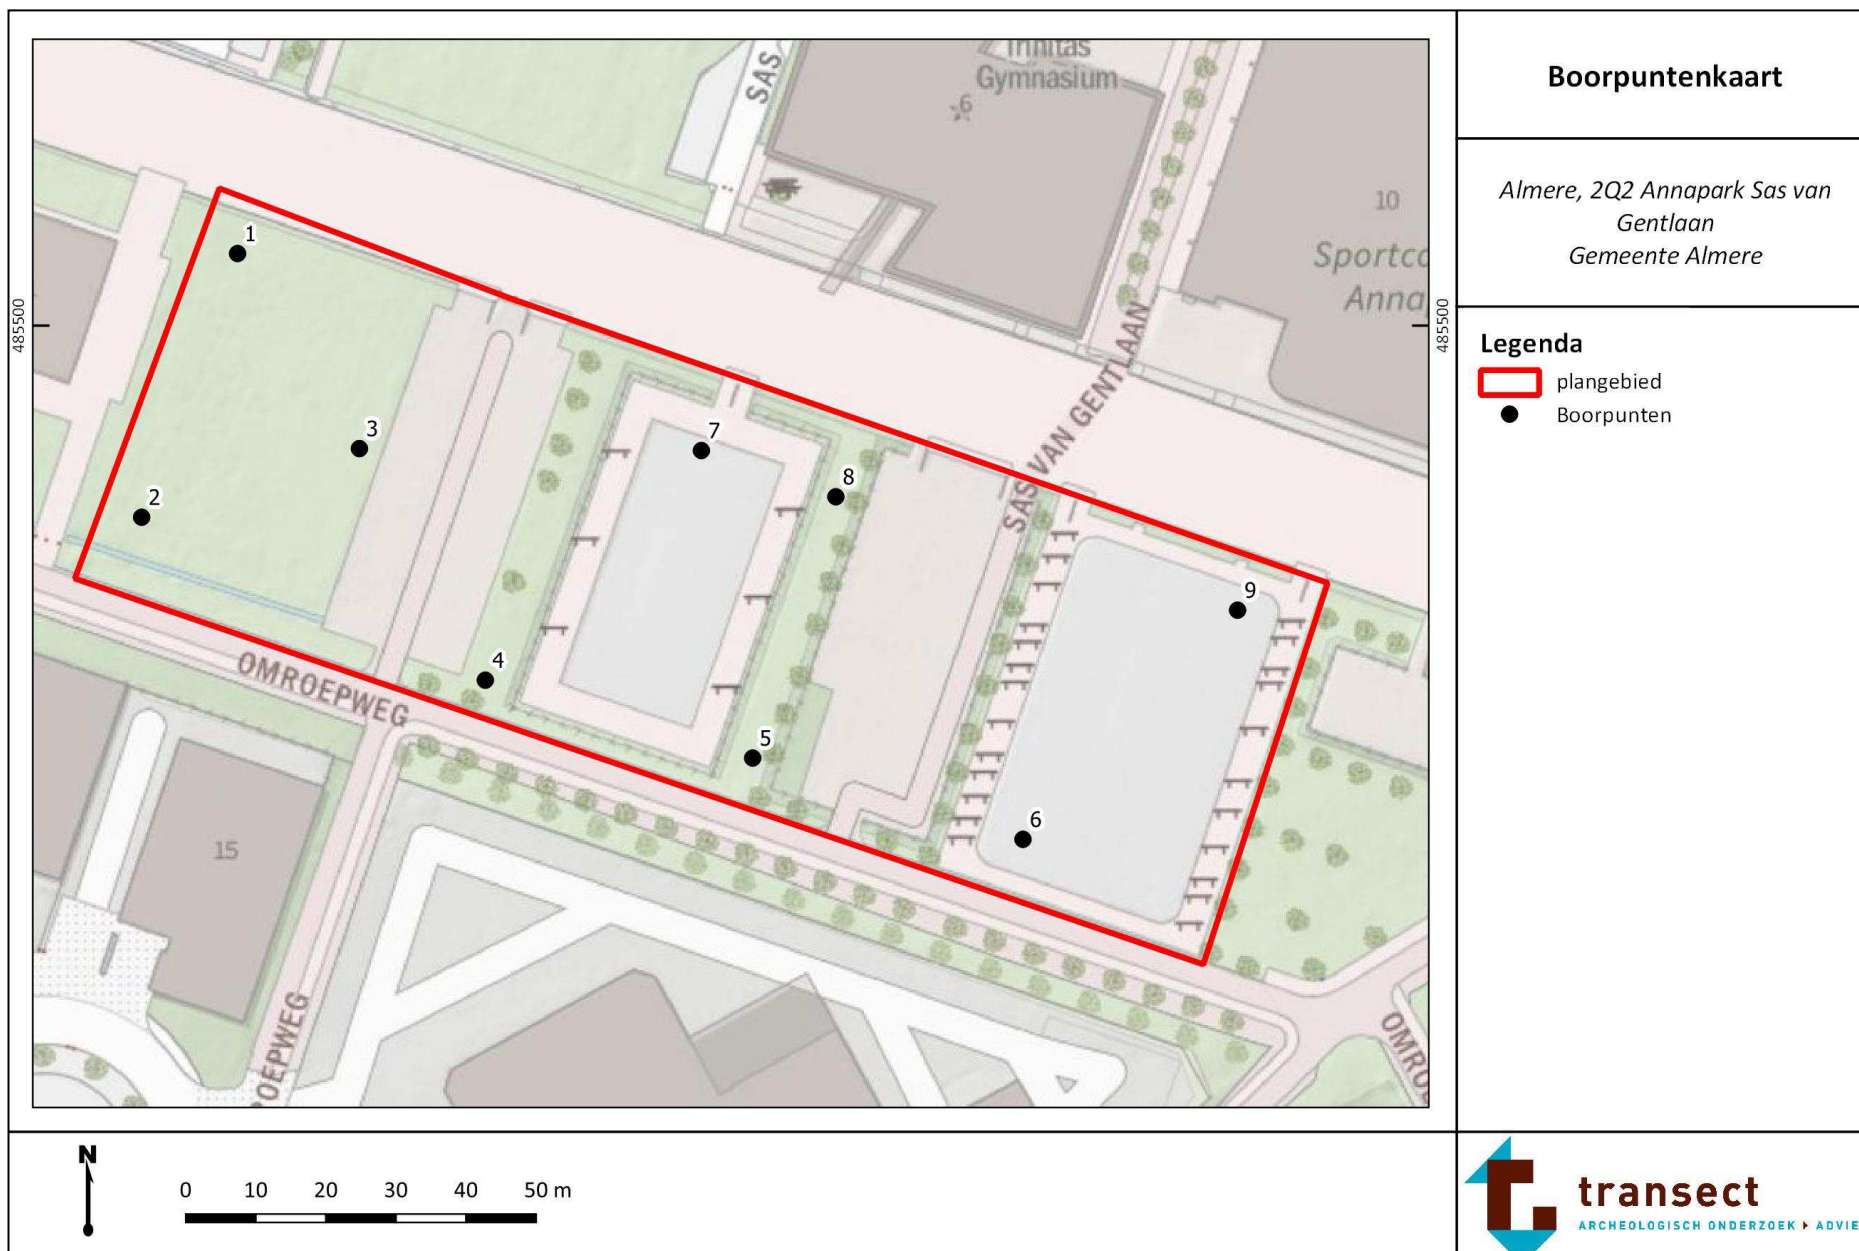 Boorpuntenkaart
Almere, 2Q2 Annapark Sas van
Gentlaan
Gemeente Almere
Legenda
plangebied
Boorpunten
Trinitas
Gymnasium
SAS
6
10
Sportco
Anna
485500
485500
SAS VAN GENTLAAN
1
2
3
4
5
6
7
8
9
OMROEPWEG
15
OEPWEG
OMRO
N
0 10 20 30 40 50 m
transect
ARCHEOLOGISCH ONDERZOEK ADVIE